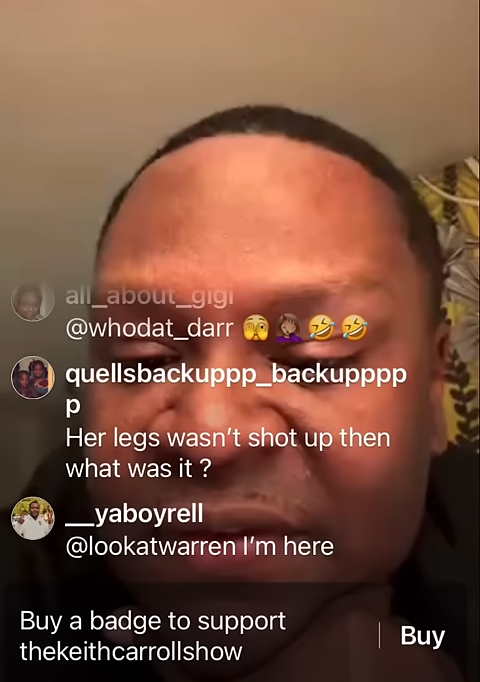 all_about_gigi
@whodat_darr 🫣🤦🏽‍♀️🤣🤣
quellsbackuppp_backupppp
p
Her legs wasn't shot up then
what was it ?
__yaboyrell
@lookatwarren I'm here
Buy a badge to support
thekeithcarrollshow
Buy